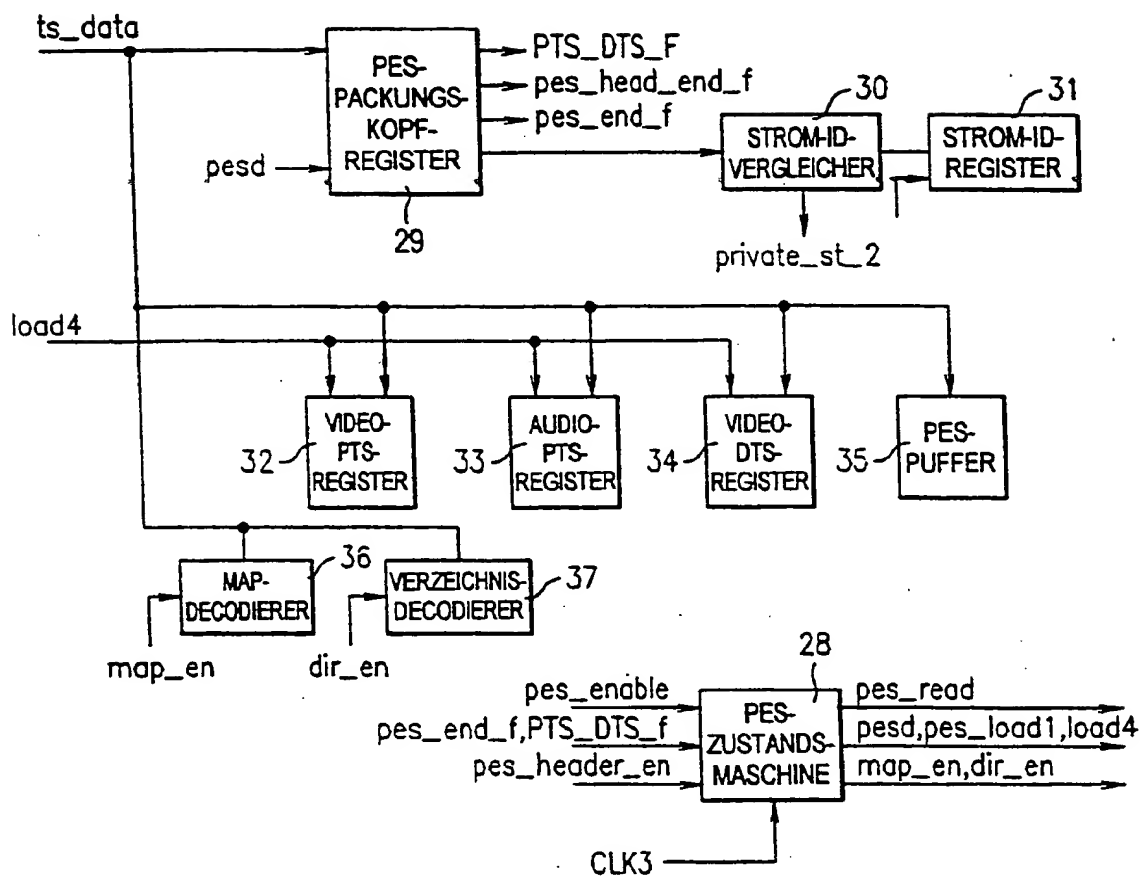 ts_data
PES-
PACKUNGS-
KOPF-
REGISTER
PTS_DTS_F
pes_head_end_f
pes_end_f
pesd
29
30
STROM-ID-
VERGLEICHER
31
STROM-ID-
REGISTER
private_st_2
load4
32
VIDEO-
PTS-
REGISTER
33
AUDIO-
PTS-
REGISTER
34
VIDEO-
DTS-
REGISTER
35
PES-
PUFFER
36
MAP-
DECODIERER
37
VERZEICHNIS-
DECODIERER
map_en
dir_en
28
pes_enable
pes_end_f,PTS_DTS_f
pes_header_en
PES-
ZUSTANDS-
MASCHINE
pes_read
pesd,pes_load1,load4
map_en,dir_en
CLK3